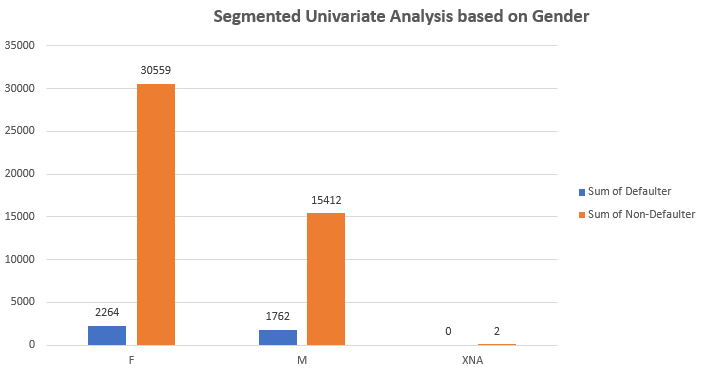 Segmented Univariate Analysis based on Gender
35000
30000
25000
20000
15000
10000
5000
0
2264
30559
1762
15412
0
2
F
M
XNA
Sum of Defaulter
Sum of Non-Defaulter